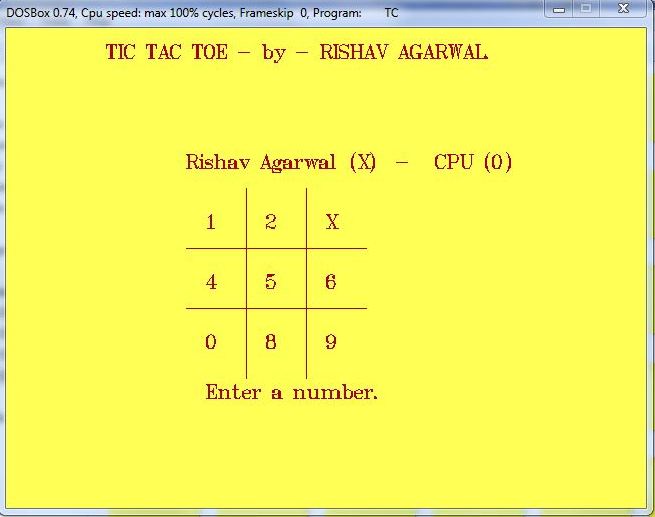 DOSBox 0.74, Cpu speed: max 100% cycles, Frameskip 0, Program: TC
TIC TAC TOE - by - RISHAV AGARWAL
Rishav Agarwal (X) - CPU (0)
1 2 X
4 5 6
0 8 9
Enter a number.